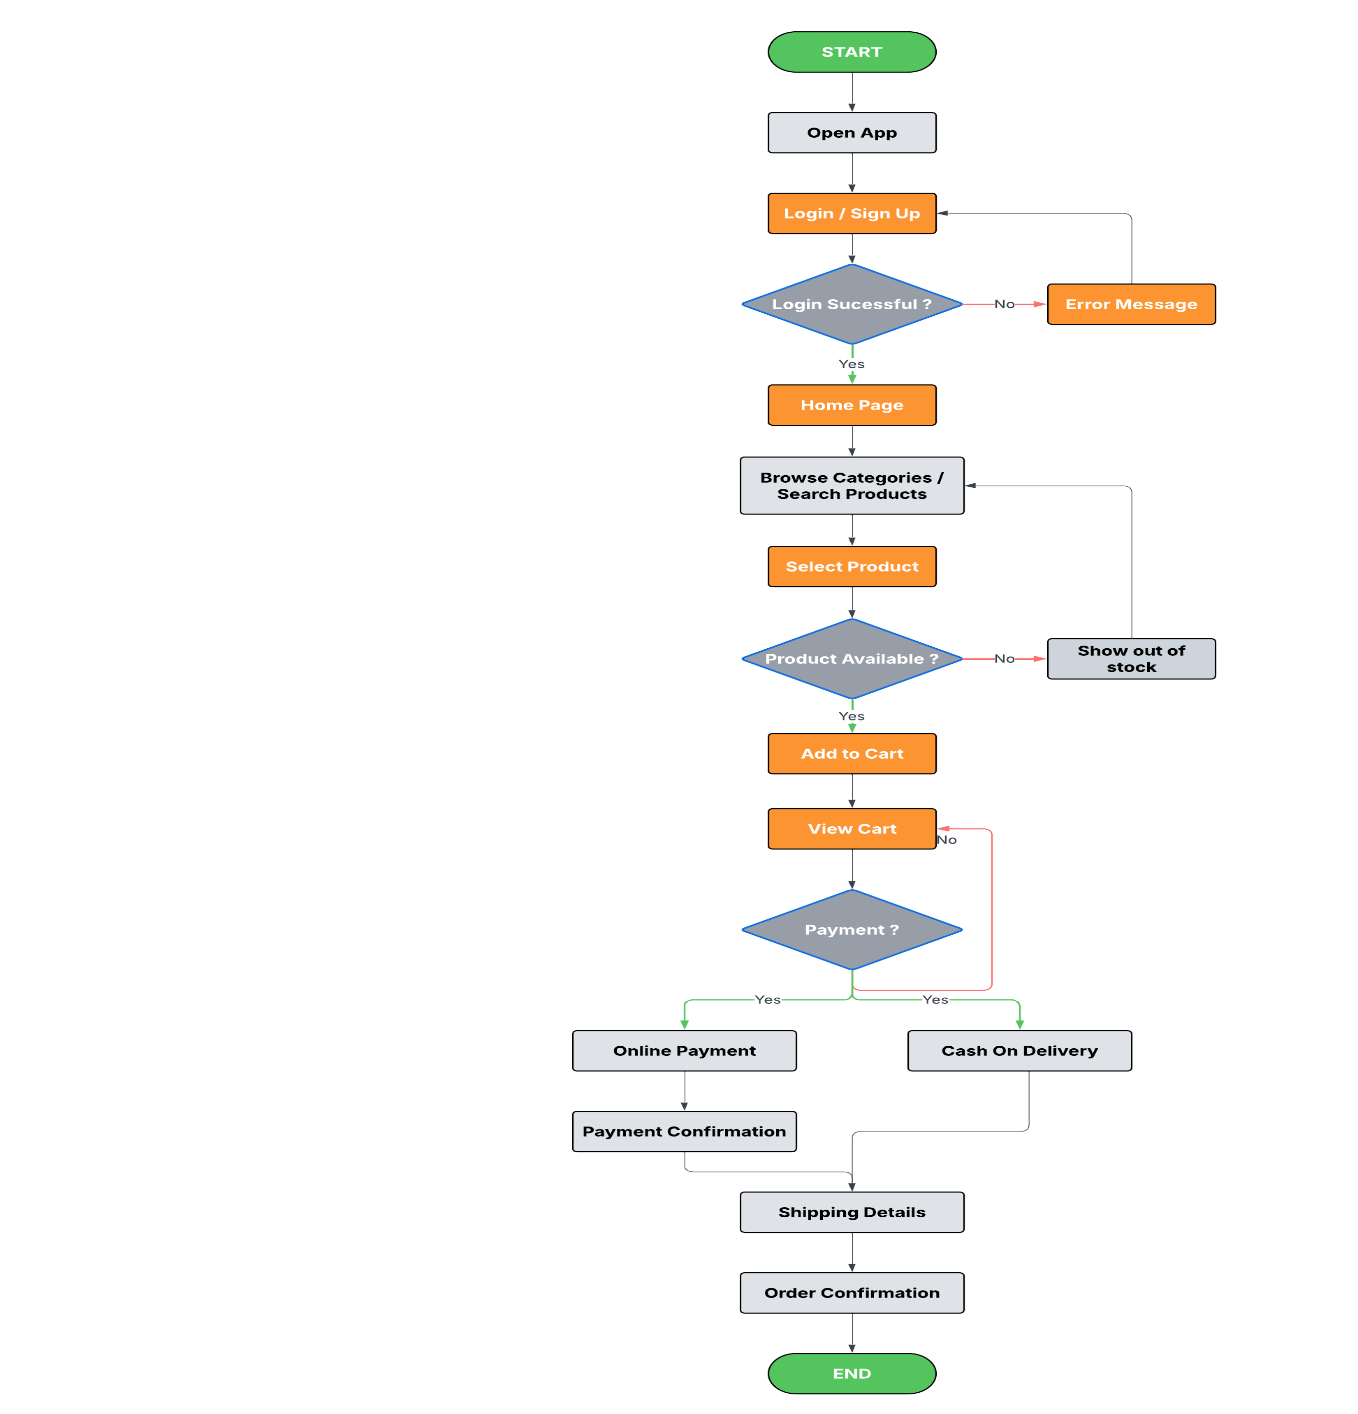 START
Open App
Login / Sign Up
Login Sucessful ?
No
Error Message
Yes
Home Page
Browse Categories /
Search Products
Select Product
Product Available ?
No
Show out of
stock
Yes
Add to Cart
View Cart
No
Payment ?
Yes
Yes
Online Payment
Cash On Delivery
Payment Confirmation
Shipping Details
Order Confirmation
END